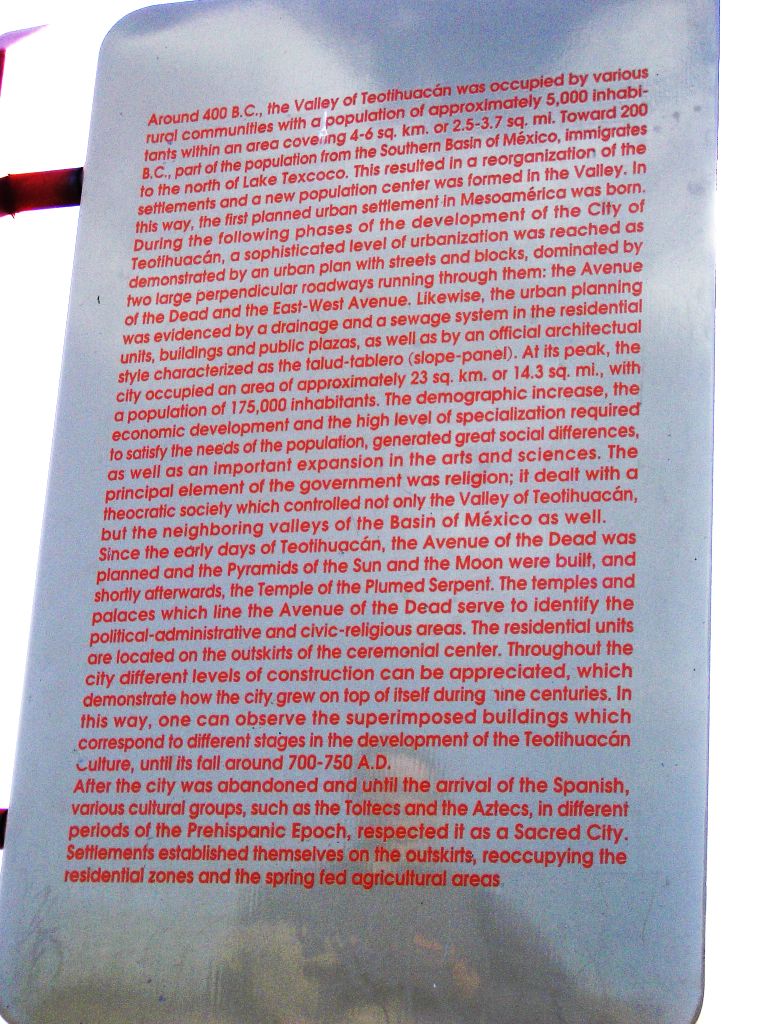 Around 400 B.C., the Valley of Teotihuacán was occupied by various
rural communities with a population of approximately 5,000 inhabi-
tants within an area covering 4-6 sq. km. or 2.5-3.7 sq. mi. Toward 200
B.C., part of the population from the Southern Basin of México, immigrates
to the north of Lake Texcoco. This resulted in a reorganization of the
settlements and a new population center was formed in the Valley. In
this way, the first planned urban settlement in Mesoamérica was born.
During the following phases of the development of the City of
Teotihuacán, a sophisticated level of urbanization was reached as
demonstrated by an urban plan with streets and blocks, dominated by
two large perpendicular roadways running through them: the Avenue
of the Dead and the East-West Avenue. Likewise, the urban planning
was evidenced by a drainage and a sewage system in the residential
units, buildings and public plazas, as well as by an official architectual
style characterized as the talud-tablero (slope-panel). At its peak, the
city occupied an area of approximately 23 sq. km. or 14.3 sq. mi., with
a population of 175,000 inhabitants. The demographic increase, the
economic development and the high level of specialization required
to satisfy the needs of the population, generated great social differences,
as well as an important expansion in the arts and sciences. The
principal element of the government was religion; it dealt with a
theocratic society which controlled not only the Valley of Teotihuacán,
but the neighboring valleys of the Basin of México as well.
Since the early days of Teotihuacán, the Avenue of the Dead was
planned and the Pyramids of the Sun and the Moon were built, and
shortly afterwards, the Temple of the Plumed Serpent. The temples and
palaces which line the Avenue of the Dead serve to identify the
political-administrative and civic-religious areas. The residential units
are located on the outskirts of the ceremonial center. Throughout the
city different levels of construction can be appreciated, which
demonstrate how the city grew on top of itself during nine centuries. In
this way, one can observe the superimposed buildings which
correspond to different stages in the development of the Teotihuacán
Culture, until its fall around 700-750 A.D.
After the city was abandoned and until the arrival of the Spanish,
various cultural groups, such as the Toltecs and the Aztecs, in different
periods of the Prehispanic Epoch, respected it as a Sacred City.
Settlements established themselves on the outskirts, reoccupying the
residential zones and the spring fed agricultural areas